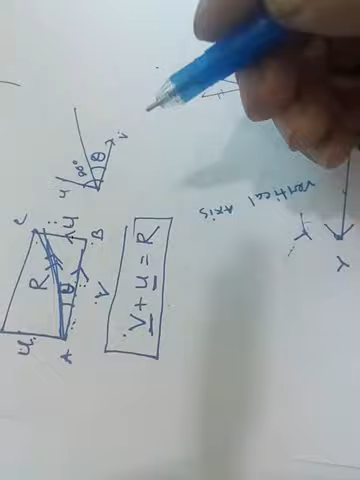 C
u
R
θ
B
A
u
V
V + u = R
u
90°
θ
V
vertical Axis
Y